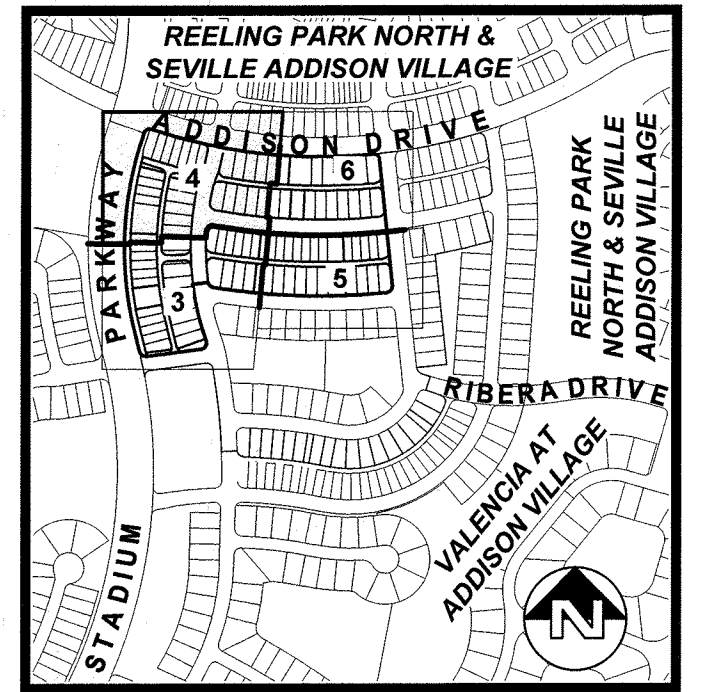 REELING PARK NORTH &
SEVILLE ADDISON VILLAGE
ADDISON DRIVE
6
4
PARKWAY
REELING PARK
NORTH & SEVILLE
ADDISON VILLAGE
5
3
RIBERA DRIVE
VALENCIA AT
ADDISON VILLAGE
STADIUM
N